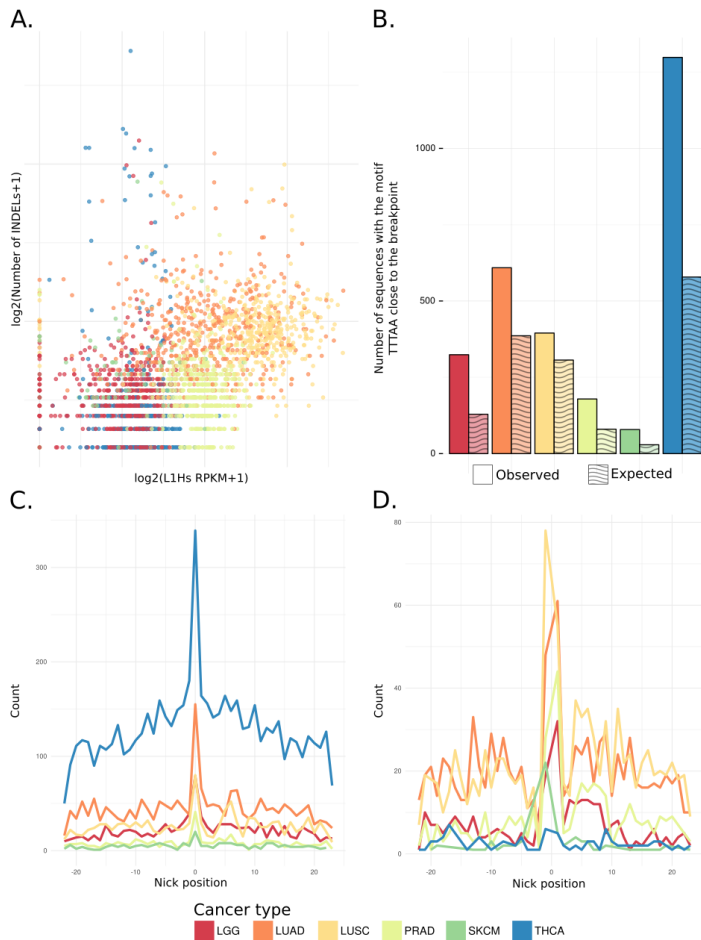 A.
log2(Number of INDELs+1)
log2(L1Hs RPKM+1)
B.
Number of sequences with the motif
TTTAA close to the breakpoint
1000
500
0
Observed
Expected
C.
Count
300
200
100
0
-20
-10
0
10
20
Nick position
D.
Count
80
60
40
20
0
-20
-10
0
10
20
Nick position
Cancer type
LGG
LUAD
LUSC
PRAD
SKCM
THCA